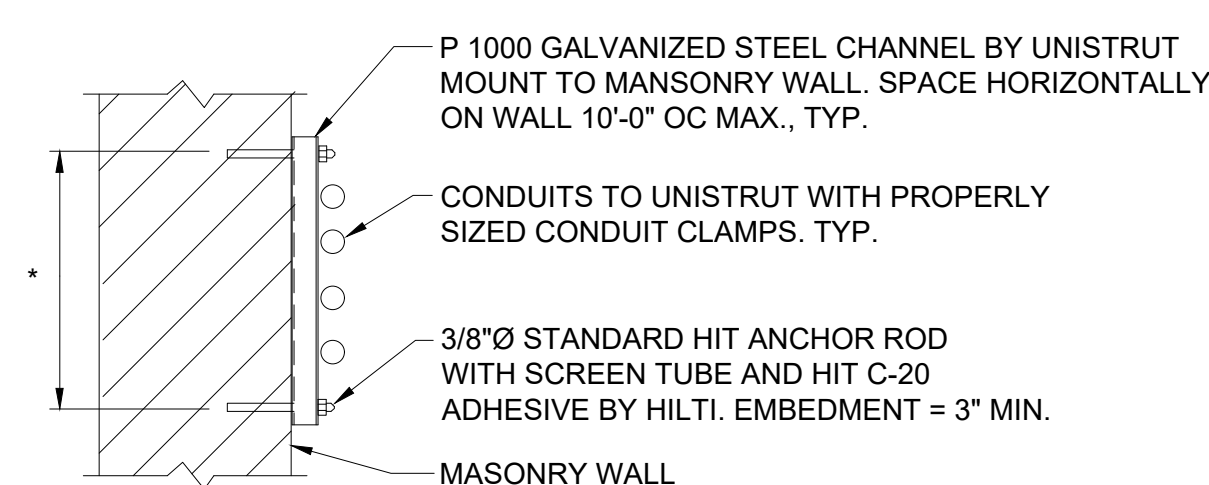 P 1000 GALVANIZED STEEL CHANNEL BY UNISTRUT
MOUNT TO MANSONRY WALL. SPACE HORIZONTALLY
ON WALL 10'-0" OC MAX., TYP.
CONDUITS TO UNISTRUT WITH PROPERLY
SIZED CONDUIT CLAMPS. TYP.
*
3/8"Ø STANDARD HIT ANCHOR ROD
WITH SCREEN TUBE AND HIT C-20
ADHESIVE BY HILTI. EMBEDMENT = 3" MIN.
MASONRY WALL